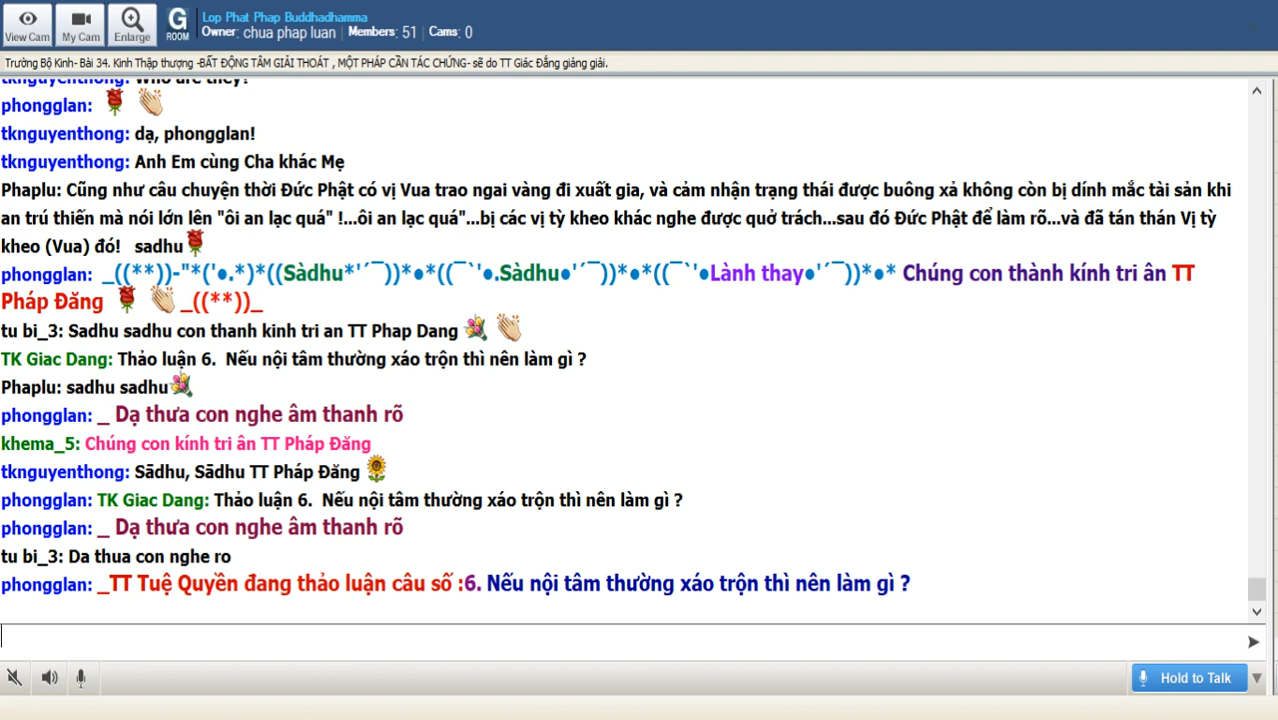 Lop Phat Phap Buddhadhamma
Owner: chua phap luan | Members: 51 | Cams: 0
View Cam
My Cam
Enlarge
G
ROOM
Trường Bộ Kinh- Bài 34. Kinh Thập thượng -BẤT ĐỘNG TÂM GIẢI THOÁT , MỘT PHÁP CẦN TÁC CHỨNG- sẽ do TT Giác Đẳng giảng giải.
tknguyenthong: Who are they?
phongglan:
tknguyenthong: dạ, phongglan!
tknguyenthong: Anh Em cùng Cha khác Mẹ
Phaplu: Cũng như câu chuyện thời Đức Phật có vị Vua trao ngai vàng đi xuất gia, và cảm nhận trạng thái được buông xả không còn bị dính mắc tài sản khi
an trú thiến mà nói lớn lên "ôi an lạc quá" !...ôi an lạc quá"...bị các vị tỳ kheo khác nghe được quở trách...sau đó Đức Phật để làm rõ...và đã tán thán Vị tỳ
kheo (Vua) đó! sadhu
phongglan: _((**))-"*('●.*)*((Sàdhu*'´¯))*●*((¯`'●.Sàdhu●'´¯))*●*((¯`'●Lành thay●'´¯))*●* Chúng con thành kính tri ân TT
Pháp Đăng _((**))_
tu bi_3: Sadhu sadhu con thanh kinh tri an TT Phap Dang
TK Giac Dang: Thảo luận 6. Nếu nội tâm thường xáo trộn thì nên làm gì ?
Phaplu: sadhu sadhu
phongglan: _ Dạ thưa con nghe âm thanh rõ
khema_5: Chúng con kính tri ân TT Pháp Đăng
tknguyenthong: Sādhu, Sādhu TT Pháp Đăng
phongglan: TK Giac Dang: Thảo luận 6. Nếu nội tâm thường xáo trộn thì nên làm gì ?
phongglan: _ Dạ thưa con nghe âm thanh rõ
tu bi_3: Da thua con nghe ro
phongglan: _TT Tuệ Quyền đang thảo luận câu số :6. Nếu nội tâm thường xáo trộn thì nên làm gì ?
Hold to Talk